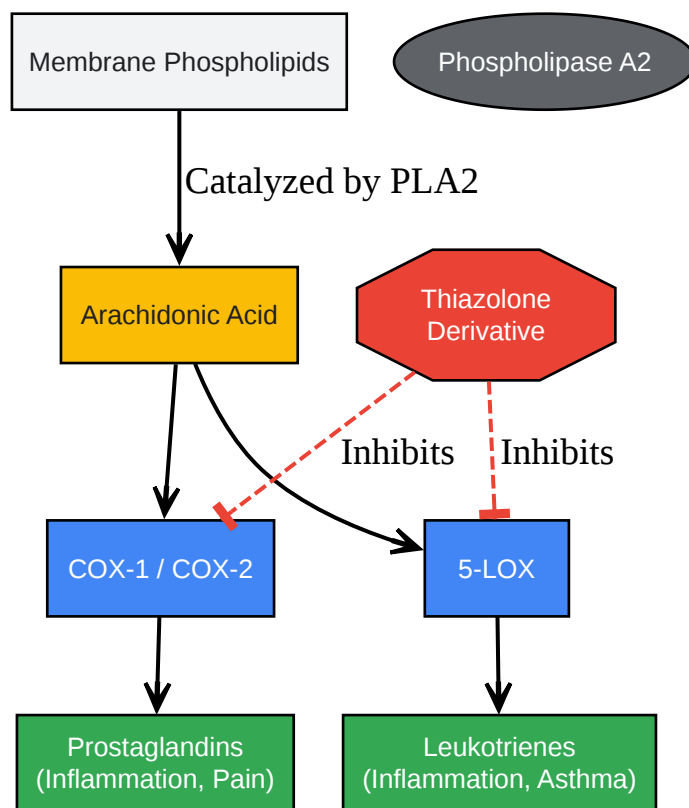 Membrane Phospholipids
Phospholipase A2
Catalyzed by PLA2
Arachidonic Acid
Thiazolone
Derivative
Inhibits
Inhibits
COX-1 / COX-2
5-LOX
Prostaglandins
(Inflammation, Pain)
Leukotrienes
(Inflammation, Asthma)